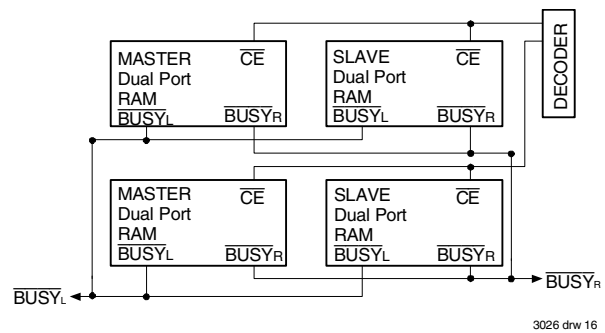 MASTER
Dual Port
RAM
CE
BUSYL
BUSYR
SLAVE
Dual Port
RAM
CE
BUSYL
BUSYR
DECODER
MASTER
Dual Port
RAM
CE
BUSYL
BUSYR
SLAVE
Dual Port
RAM
CE
BUSYL
BUSYR
BUSYL
BUSYR
3026 drw 16